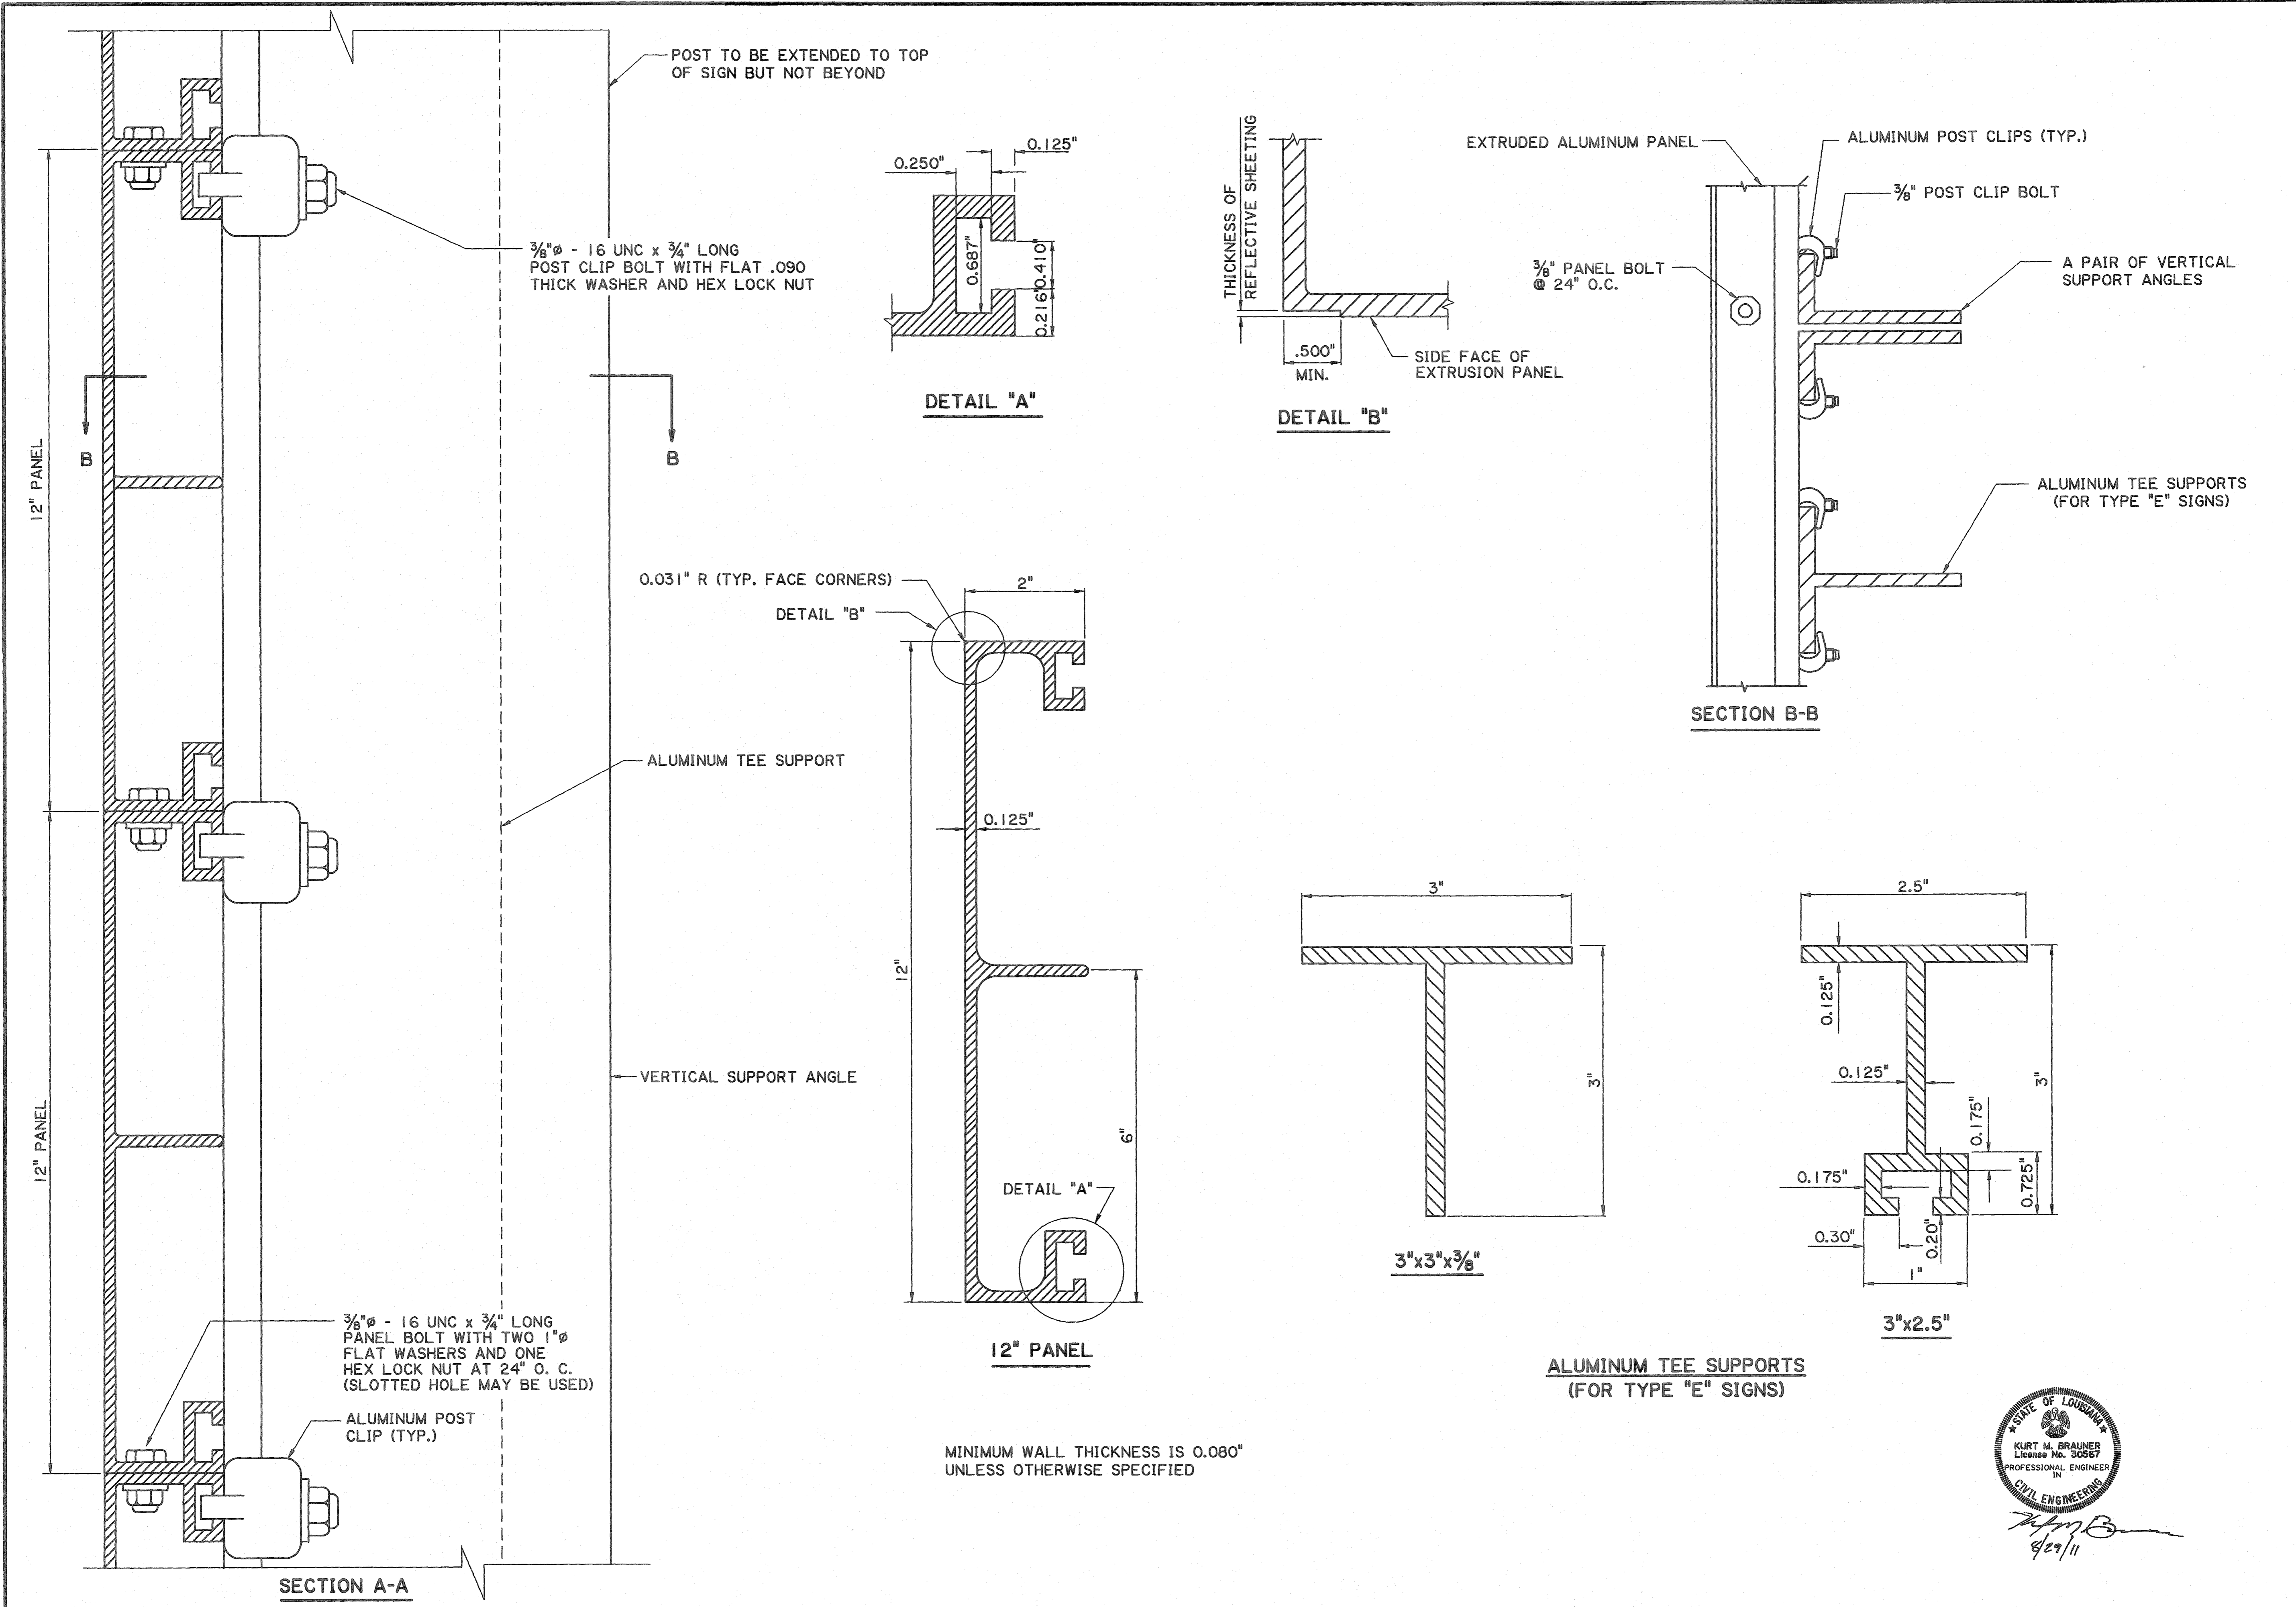 POST TO BE EXTENDED TO TOP
OF SIGN BUT NOT BEYOND
⅜"ø - 16 UNC x ¾" LONG
POST CLIP BOLT WITH FLAT .090
THICK WASHER AND HEX LOCK NUT
12" PANEL
B
B
ALUMINUM TEE SUPPORT
12" PANEL
VERTICAL SUPPORT ANGLE
⅜"ø - 16 UNC x ¾" LONG
PANEL BOLT WITH TWO 1"ø
FLAT WASHERS AND ONE
HEX LOCK NUT AT 24" O. C.
(SLOTTED HOLE MAY BE USED)
ALUMINUM POST
CLIP (TYP.)
SECTION A-A
0.125"
0.250"
0.687"
0.410"
0.216"
DETAIL "A"
THICKNESS OF
REFLECTIVE SHEETING
.500"
MIN.
SIDE FACE OF
EXTRUSION PANEL
DETAIL "B"
EXTRUDED ALUMINUM PANEL
ALUMINUM POST CLIPS (TYP.)
⅜" POST CLIP BOLT
⅜" PANEL BOLT
@ 24" O.C.
A PAIR OF VERTICAL
SUPPORT ANGLES
ALUMINUM TEE SUPPORTS
(FOR TYPE "E" SIGNS)
SECTION B-B
0.031" R (TYP. FACE CORNERS)
DETAIL "B"
2"
0.125"
12"
6"
DETAIL "A"
12" PANEL
MINIMUM WALL THICKNESS IS 0.080"
UNLESS OTHERWISE SPECIFIED
3"
3"
3"x3"x⅜"
2.5"
0.125"
0.125"
3"
0.175"
0.175"
0.725"
0.30"
0.20"
1"
3"x2.5"
ALUMINUM TEE SUPPORTS
(FOR TYPE "E" SIGNS)
STATE OF LOUISIANA
KURT M. BRAUNER
License No. 30567
PROFESSIONAL ENGINEER
IN
CIVIL ENGINEERING
8/29/11